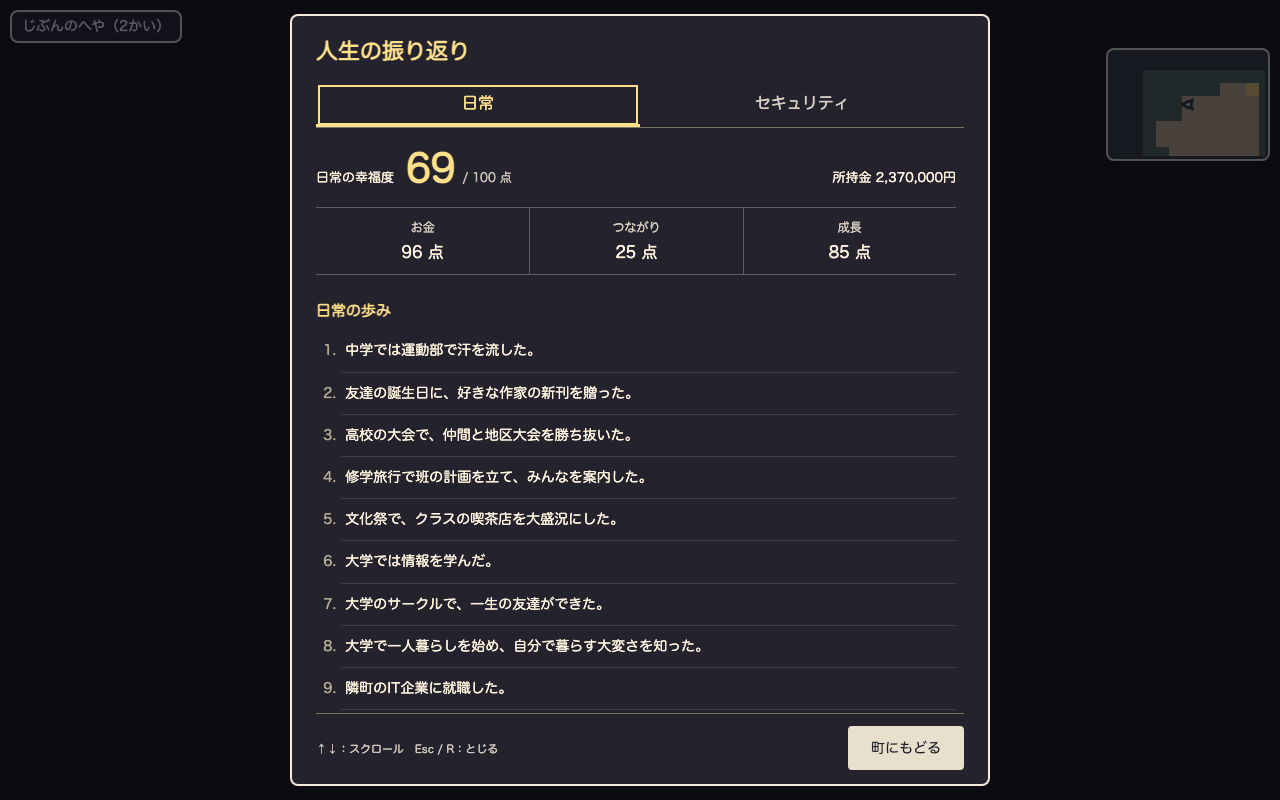 じぶんのへや（2かい）
人生の振り返り
日常
セキュリティ
日常の幸福度 69 / 100 点
所持金 2,370,000円
お金
96 点
つながり
25 点
成長
85 点
日常の歩み
1. 中学では運動部で汗を流した。
2. 友達の誕生日に、好きな作家の新刊を贈った。
3. 高校の大会で、仲間と地区大会を勝ち抜いた。
4. 修学旅行で班の計画を立て、みんなを案内した。
5. 文化祭で、クラスの喫茶店を大盛況にした。
6. 大学では情報を学んだ。
7. 大学のサークルで、一生の友達ができた。
8. 大学で一人暮らしを始め、自分で暮らす大変さを知った。
9. 隣町のIT企業に就職した。
↑↓：スクロール　Esc / R：とじる
町にもどる